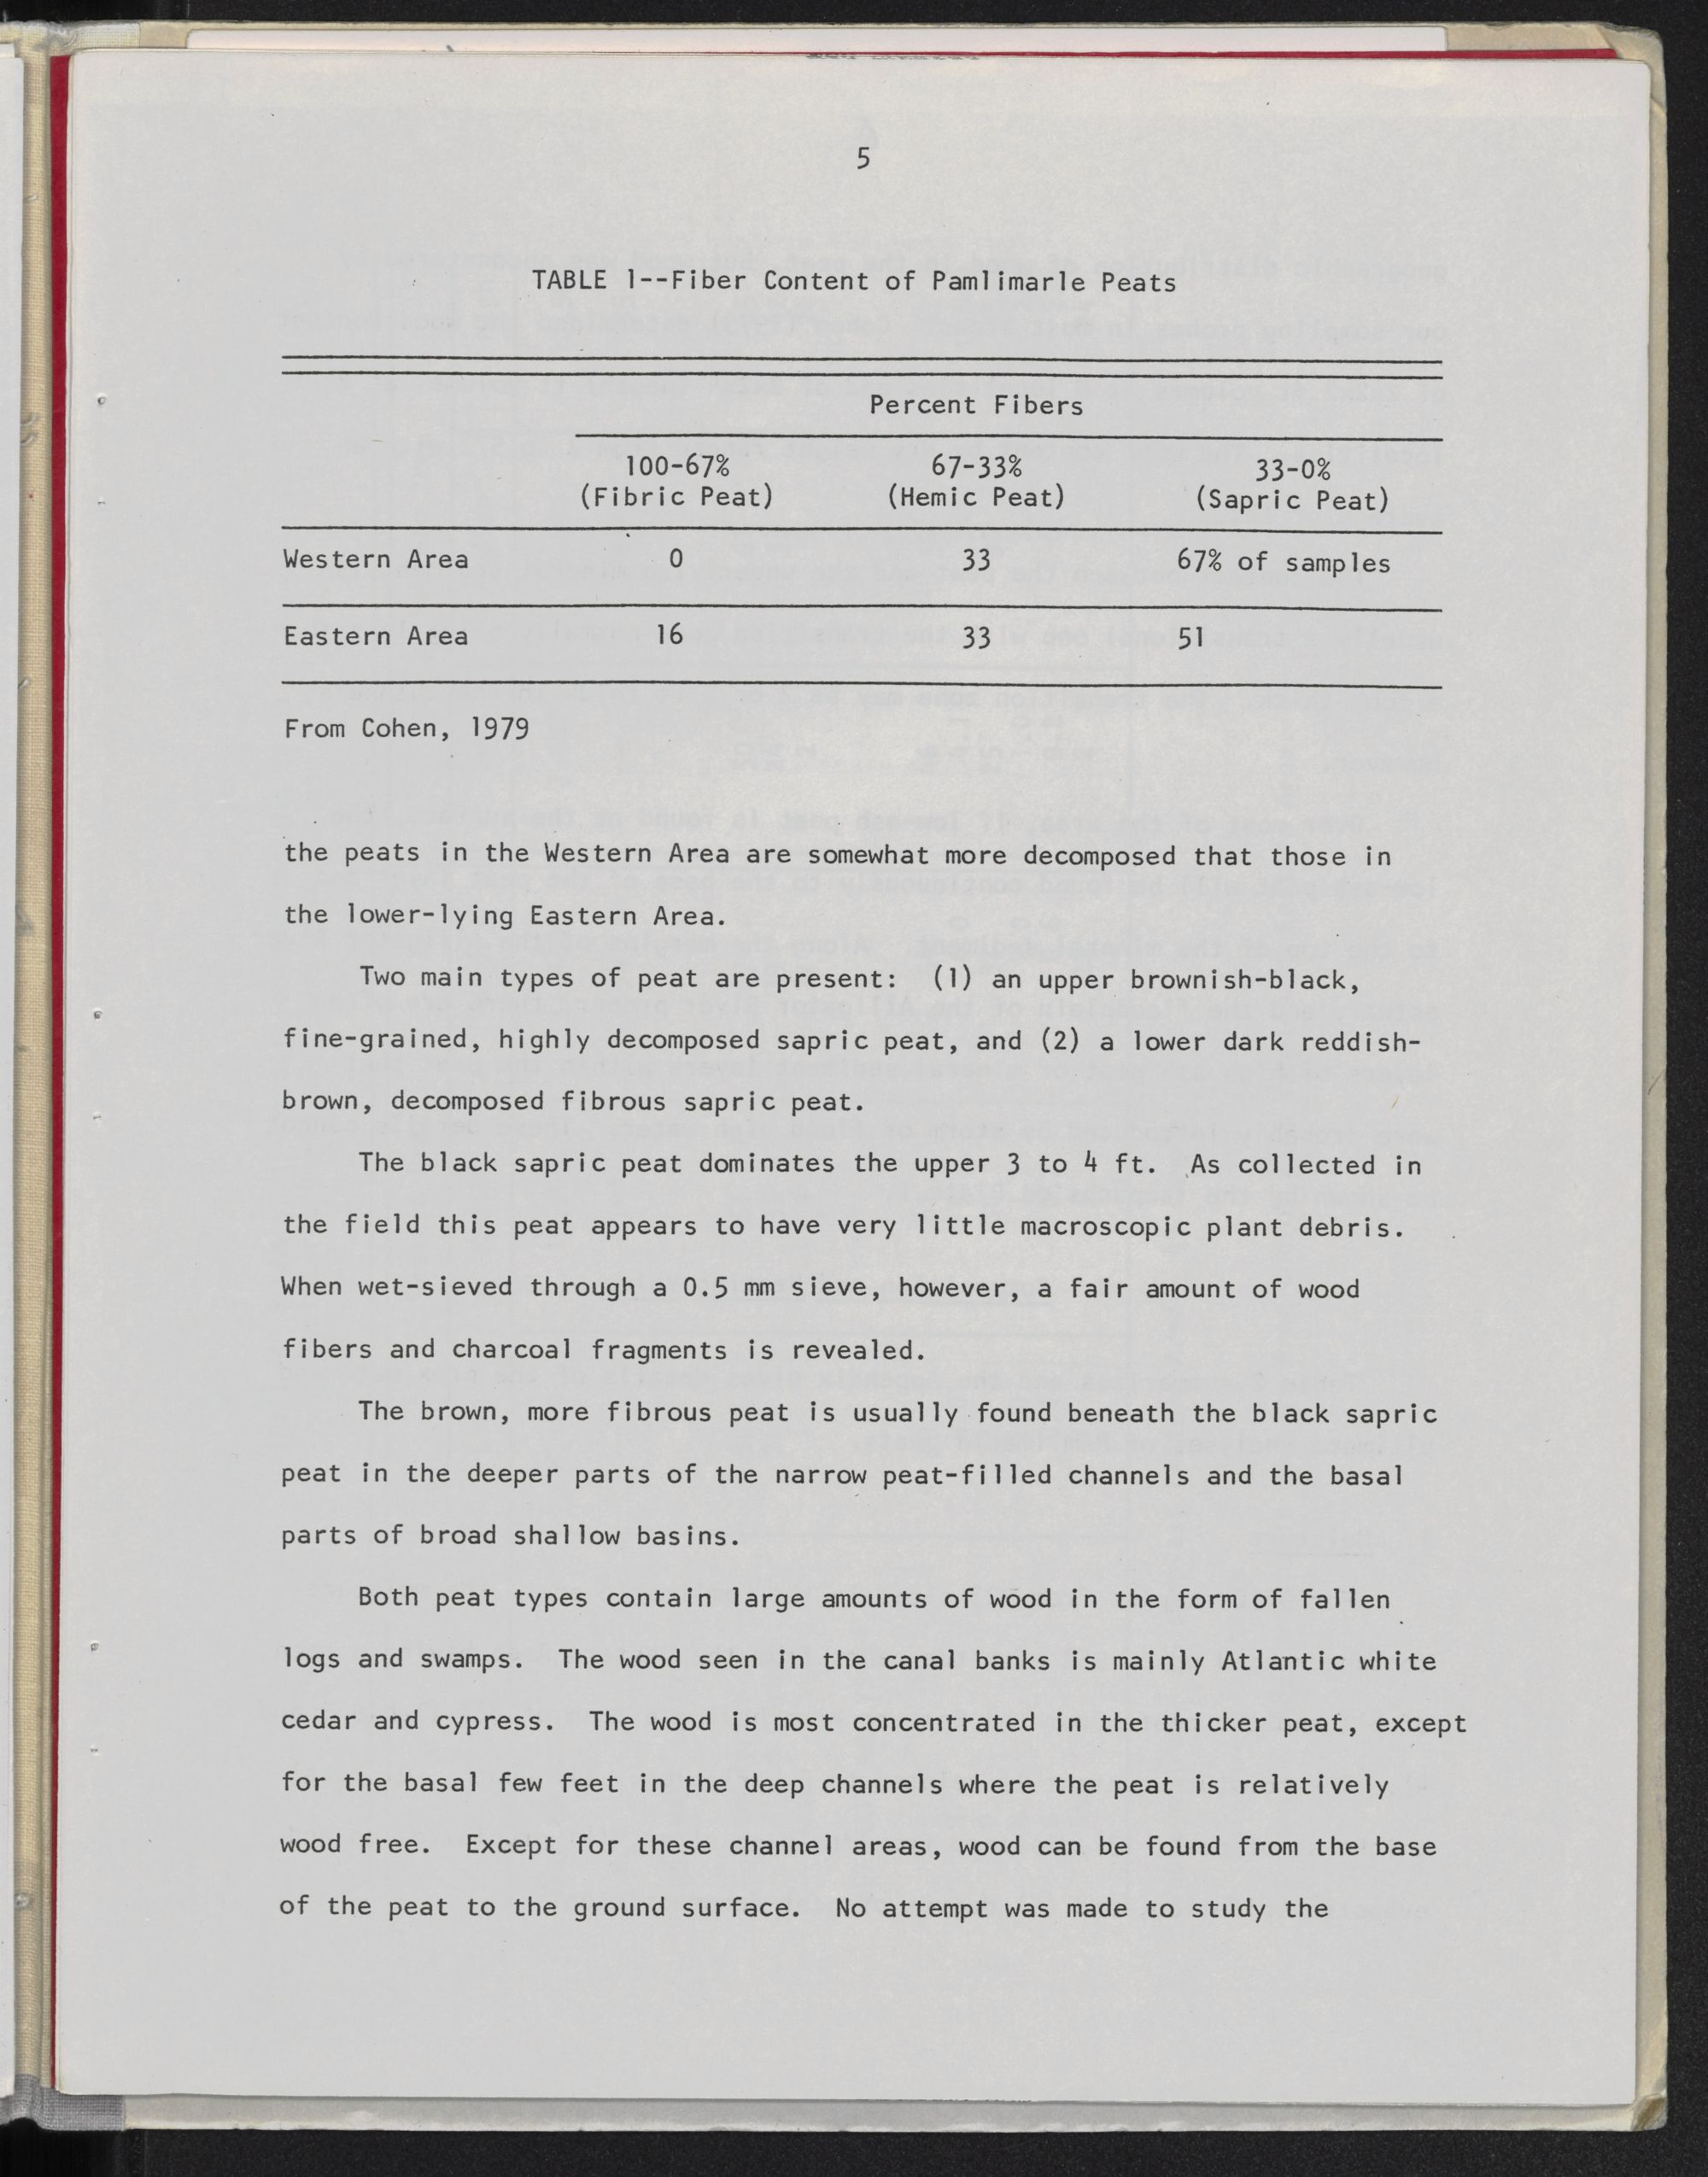 5
TABLE 1--Fiber Content of Pamlimarle Peats
Percent Fibers
100-67% 67-33% 33-0%
(Fibric Peat) (Hemic Peat) (Sapric Peat)
Western Area 0 33 67% of samples
Eastern Area 16 33 51
From Cohen, 1979
the peats in the Western Area are somewhat more decomposed that those in
the lower-lying Eastern Area.
Two main types of peat are present: (1) an upper brownish-black,
fine-grained, highly decomposed sapric peat, and (2) a lower dark reddish-
brown, decomposed fibrous sapric peat.
The black sapric peat dominates the upper 3 to 4 ft. As collected in
the field this peat appears to have very little macroscopic plant debris.
When wet-sieved through a 0.5 mm sieve, however, a fair amount of wood
fibers and charcoal fragments is revealed.
The brown, more fibrous peat is usually found beneath the black sapric
peat in the deeper parts of the narrow peat-filled channels and the basal
parts of broad shallow basins.
Both peat types contain large amounts of wood in the form of fallen
logs and swamps. The wood seen in the canal banks is mainly Atlantic white
cedar and cypress. The wood is most concentrated in the thicker peat, except
for the basal few feet in the deep channels where the peat is relatively
wood free. Except for these channel areas, wood can be found from the base
of the peat to the ground surface. No attempt was made to study the